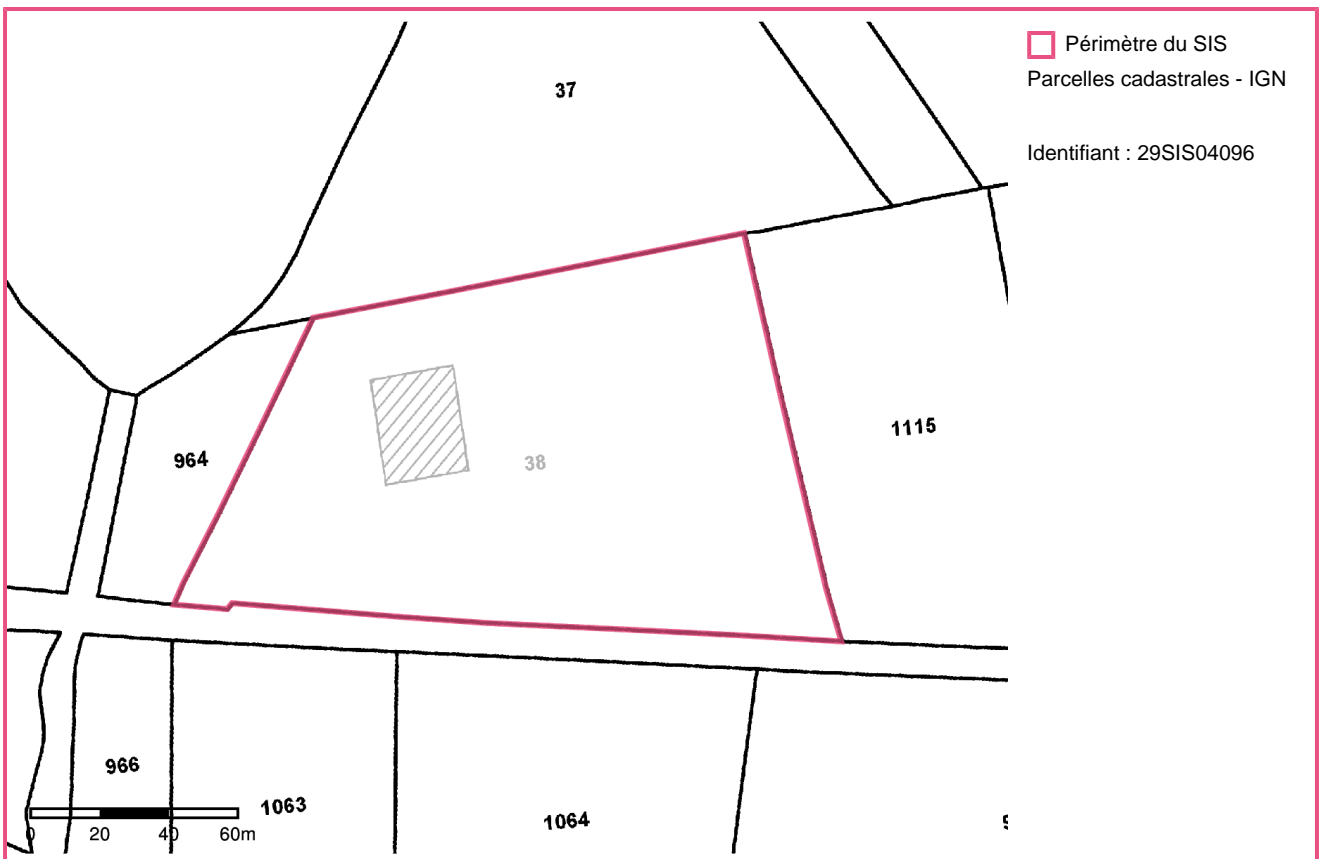 Périmètre du SIS
Parcelles cadastrales - IGN
Identifiant : 29SIS04096
37
1115
964
38
966
1063
1064
0 20 40 60m